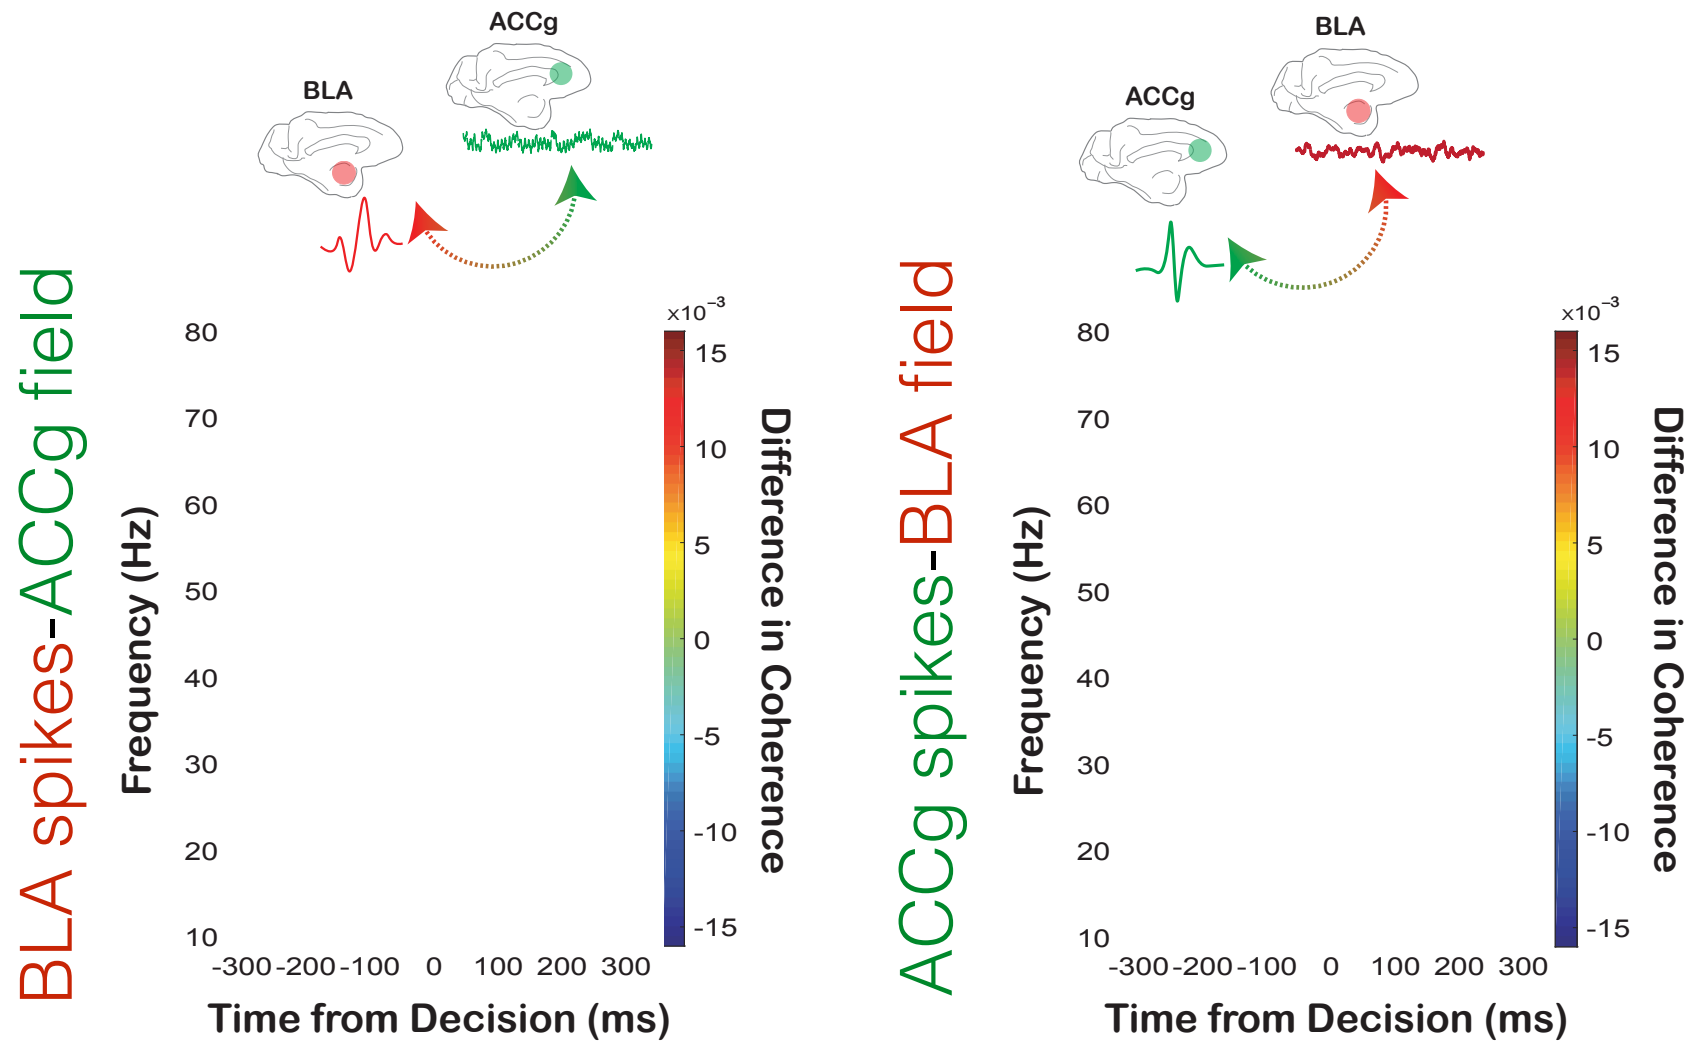 ACCg
BLA
BLA spikes-ACCg field
x10⁻³
80
70
60
50
40
30
20
10
Frequency (Hz)
15
10
5
0
-5
-10
-15
Difference in Coherence
-300 -200 -100 0 100 200 300
Time from Decision (ms)
BLA
ACCg
ACCg spikes-BLA field
x10⁻³
80
70
60
50
40
30
20
10
Frequency (Hz)
15
10
5
0
-5
-10
-15
Difference in Coherence
-300 -200 -100 0 100 200 300
Time from Decision (ms)